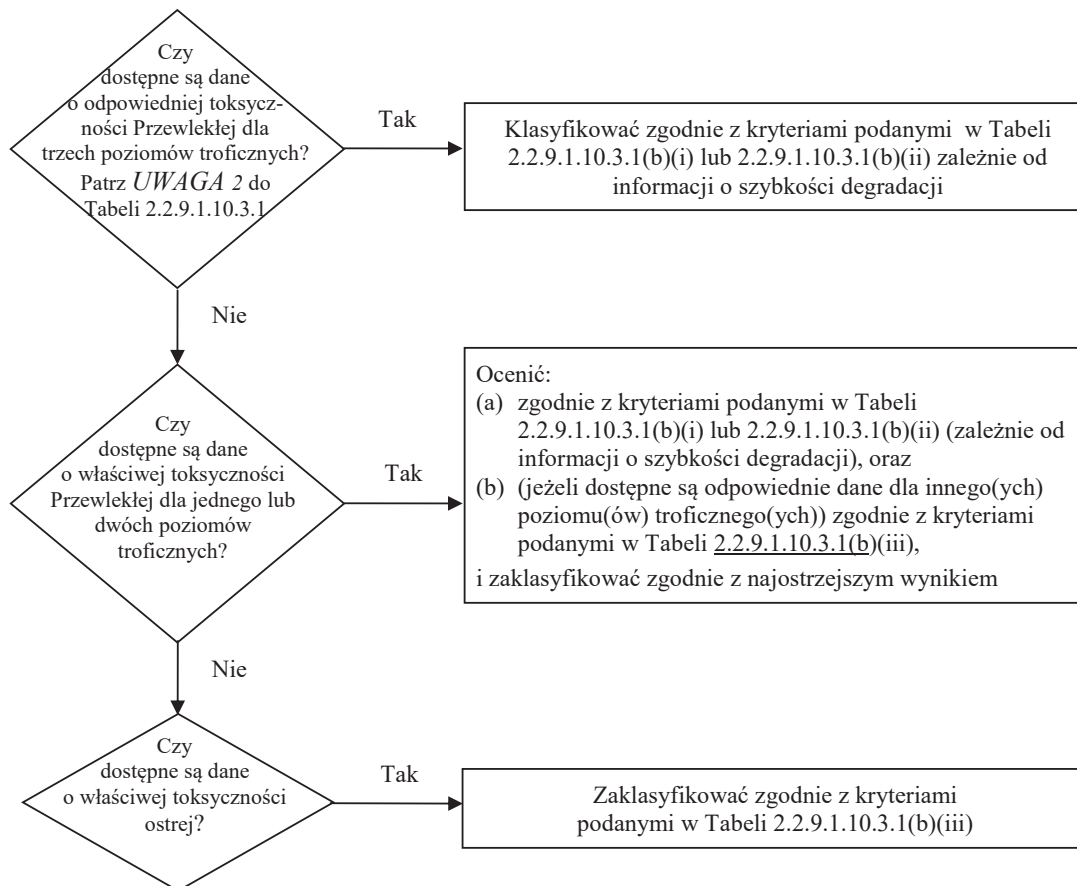 Czy
dostępne są dane
o odpowiedniej toksycz-
ności Przewlekłej dla
trzech poziomów troficznych?
Patrz UWAGA 2 do
Tabeli 2.2.9.1.10.3.1
Tak
Klasyfikować zgodnie z kryteriami podanymi w Tabeli
2.2.9.1.10.3.1(b)(i) lub 2.2.9.1.10.3.1(b)(ii) zależnie od
informacji o szybkości degradacji
Nie
Czy
dostępne są dane
o właściwej toksyczności
Przewlekłej dla jednego lub
dwóch poziomów
troficznych?
Tak
Ocenić:
(a) zgodnie z kryteriami podanymi w Tabeli
2.2.9.1.10.3.1(b)(i) lub 2.2.9.1.10.3.1(b)(ii) (zależnie od
informacji o szybkości degradacji), oraz
(b) (jeżeli dostępne są odpowiednie dane dla innego(ych)
poziomu(ów) troficznego(ych)) zgodnie z kryteriami
podanymi w Tabeli 2.2.9.1.10.3.1(b)(iii),
i zaklasyfikować zgodnie z najostrzejszym wynikiem
Nie
Czy
dostępne są dane
o właściwej toksyczności
ostrej?
Tak
Zaklasyfikować zgodnie z kryteriami
podanymi w Tabeli 2.2.9.1.10.3.1(b)(iii)